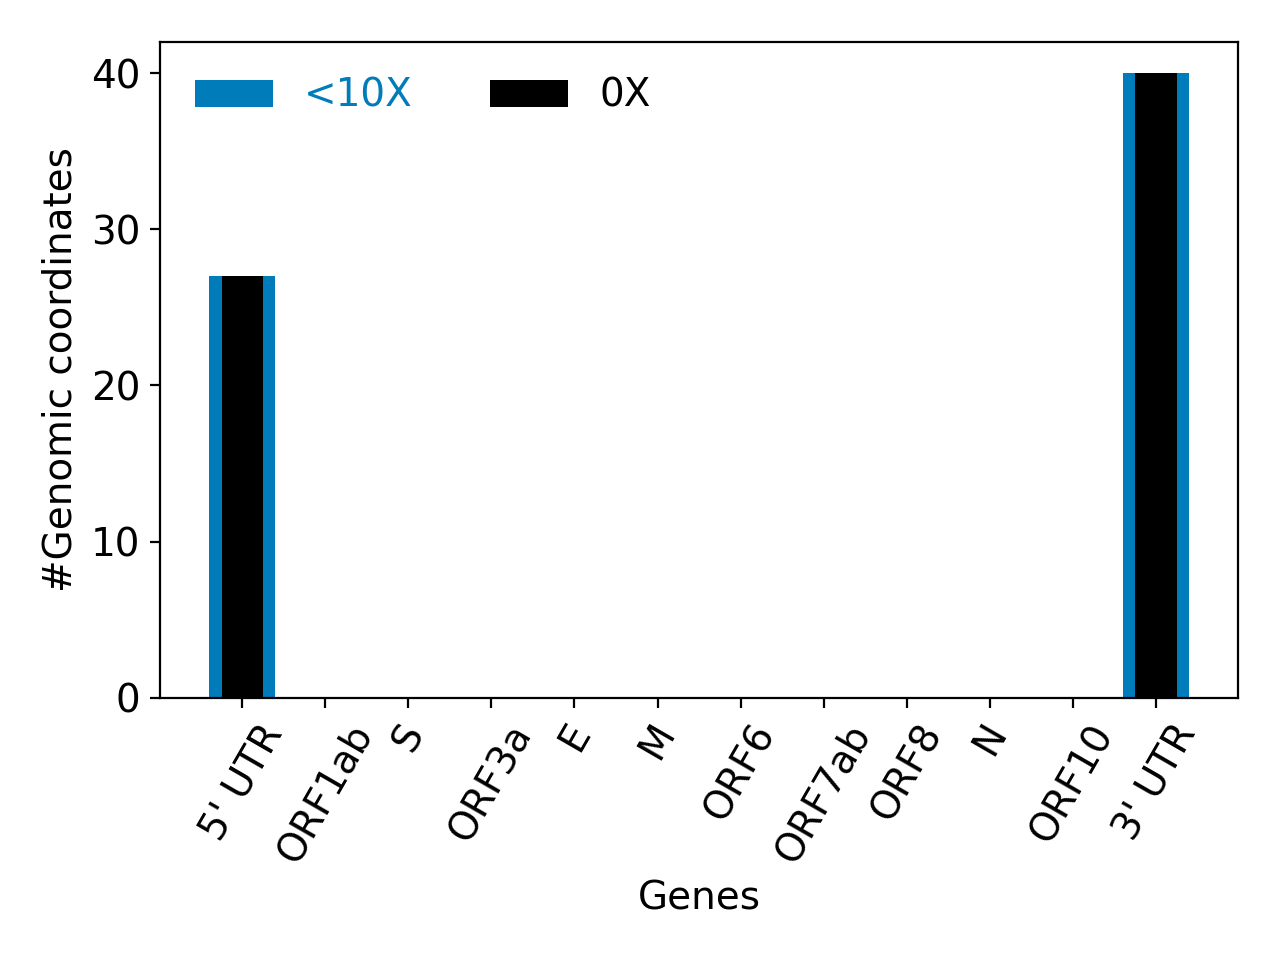 <10X 0X
40
30
20
10
0
#Genomic coordinates
5' UTR
ORF1ab
S
ORF3a
E
M
ORF6
ORF7ab
ORF8
N
ORF10
3' UTR
Genes